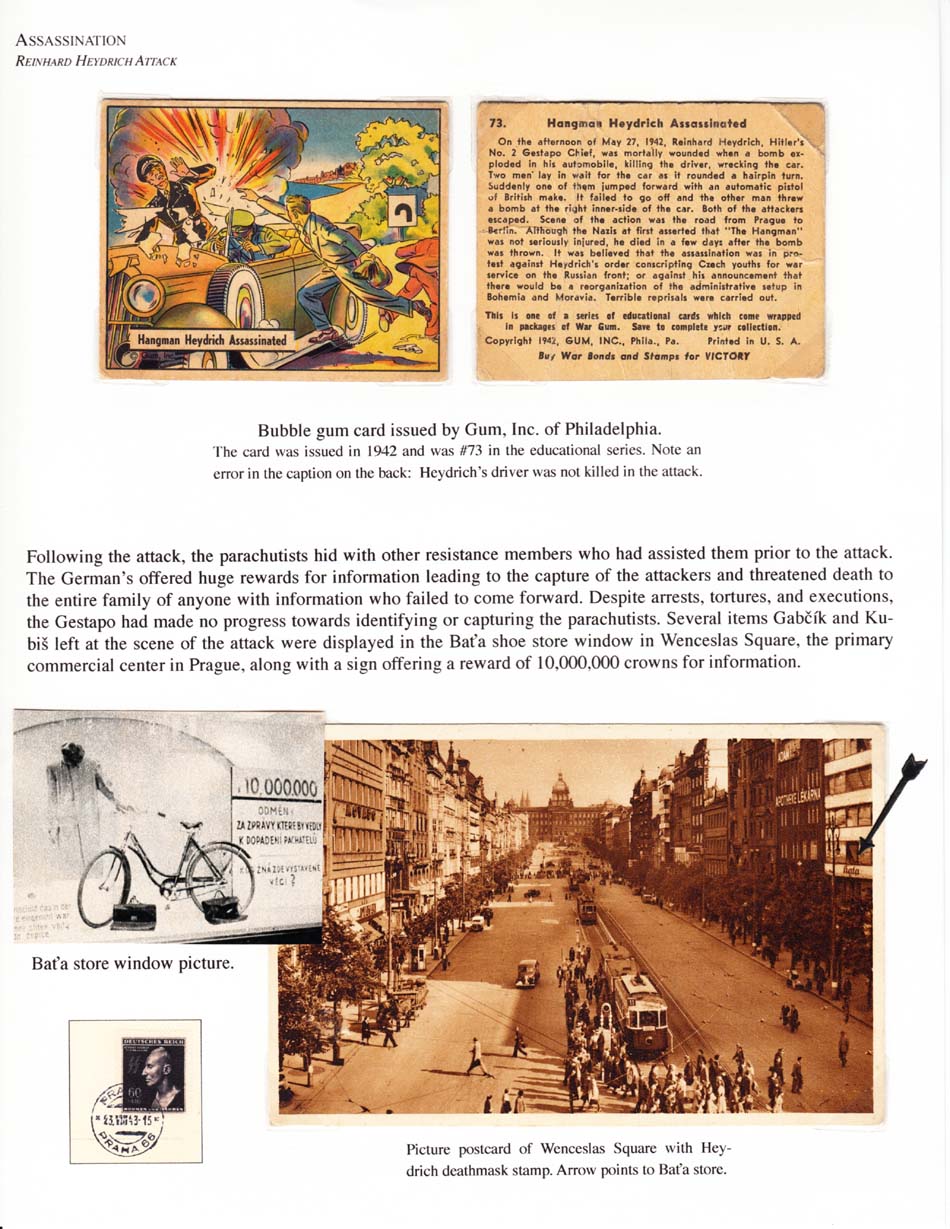 ASSASSINATION
REINHARD HEYDRICH ATTACK
Hangman Heydrich Assassinated
73. Hangman Heydrich Assassinated
On the afternoon of May 27, 1942, Reinhard Heydrich, Hitler's
No. 2 Gestapo Chief, was mortally wounded when a bomb ex-
ploded in his automobile, killing the driver, wrecking the car.
Two men lay in wait for the car as it rounded a hairpin turn.
Suddenly one of them jumped forward with an automatic pistol
of British make. It failed to go off and the other man threw
a bomb at the right inner-side of the car. Both of the attackers
escaped. Scene of the action was the road from Prague to
Berlin. Although the Nazis at first asserted that "The Hangman"
was not seriously injured, he died in a few days after the bomb
was thrown. It was believed that the assassination was in pro-
test against Heydrich's order conscripting Czech youths for war
service on the Russian front; or against his announcement that
there would be a reorganization of the administrative setup in
Bohemia and Moravia. Terrible reprisals were carried out.
This is one of a series of educational cards which come wrapped
in packages of War Gum. Save to complete your collection.
Copyright 1942, GUM, INC., Phila., Pa. Printed in U. S. A.
Buy War Bonds and Stamps for VICTORY
Bubble gum card issued by Gum, Inc. of Philadelphia.
The card was issued in 1942 and was #73 in the educational series. Note an
error in the caption on the back: Heydrich's driver was not killed in the attack.
Following the attack, the parachutists hid with other resistance members who had assisted them prior to the attack.
The German's offered huge rewards for information leading to the capture of the attackers and threatened death to
the entire family of anyone with information who failed to come forward. Despite arrests, tortures, and executions,
the Gestapo had made no progress towards identifying or capturing the parachutists. Several items Gabčík and Ku-
biš left at the scene of the attack were displayed in the Bat'a shoe store window in Wenceslas Square, the primary
commercial center in Prague, along with a sign offering a reward of 10,000,000 crowns for information.
10,000.000
ODMĚNY
ZA ZPRÁVY, KTERÉ BY VEDLY
K DOPADENÍ PACHATELŮ
ZNÁ ZDE VYSTAVENÉ
VĚCI ?
APOTHEKE LÉKÁRNA
Bata
Bat'a store window picture.
DEUTSCHES REICH
60
BÖHMEN UND MÄHREN
PRAHA 66
Picture postcard of Wenceslas Square with Hey-
drich deathmask stamp. Arrow points to Bat'a store.